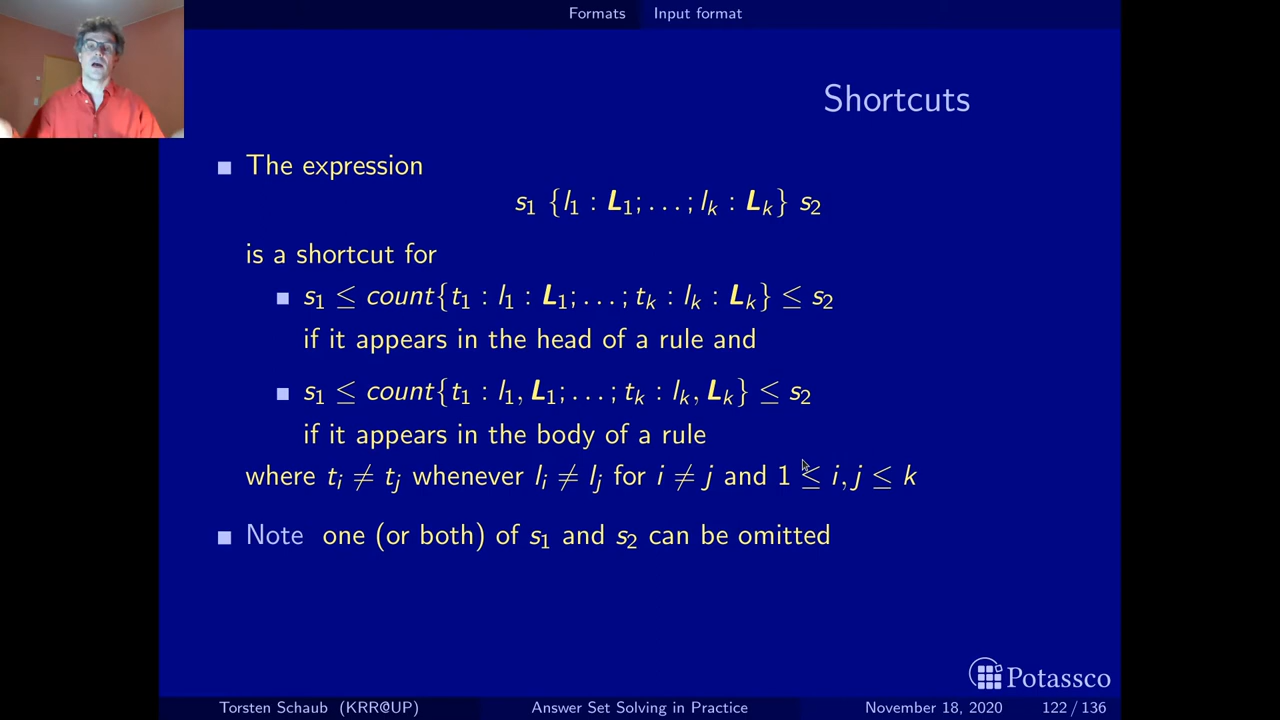 Formats Input format
Shortcuts
The expression
s₁ {l₁ : L₁; . . . ; lₖ : Lₖ} s₂
is a shortcut for
s₁ ≤ count{t₁ : l₁ : L₁; . . . ; tₖ : lₖ : Lₖ} ≤ s₂
if it appears in the head of a rule and
s₁ ≤ count{t₁ : l₁, L₁; . . . ; tₖ : lₖ, Lₖ} ≤ s₂
if it appears in the body of a rule
where tᵢ ≠ tⱼ whenever lᵢ ≠ lⱼ for i ≠ j and 1 ≤ i, j ≤ k
Note one (or both) of s₁ and s₂ can be omitted
Potassco
Torsten Schaub (KRR@UP) Answer Set Solving in Practice November 18, 2020 122 / 136